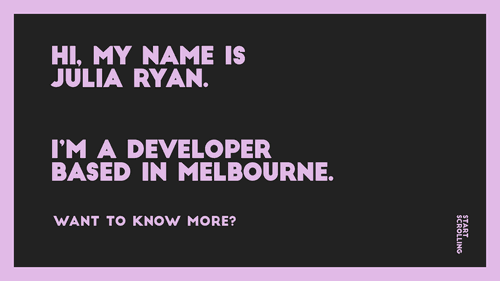 HI, MY NAME IS
JULIA RYAN.
I'M A DEVELOPER
BASED IN MELBOURNE.
WANT TO KNOW MORE?
START
SCROLLING